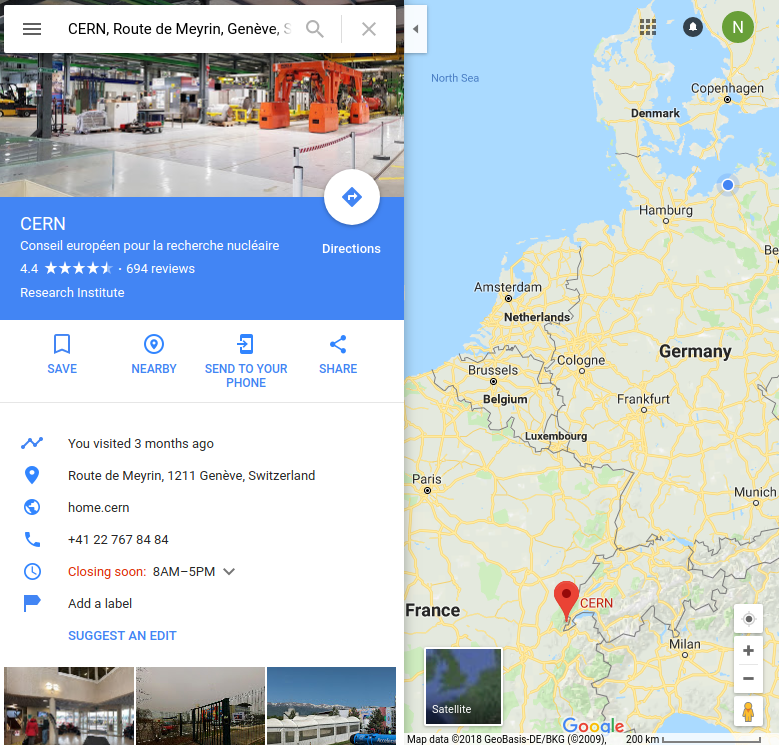 CERN, Route de Meyrin, Genève, S
CERN
Conseil européen pour la recherche nucléaire
4.4 ★★★★★ · 694 reviews
Research Institute
Directions
SAVE
NEARBY
SEND TO YOUR
PHONE
SHARE
You visited 3 months ago
Route de Meyrin, 1211 Genève, Switzerland
home.cern
+41 22 767 84 84
Closing soon: 8AM–5PM
Add a label
SUGGEST AN EDIT
N
North Sea
Copenhagen
Denmark
Hamburg
Be
Amsterdam
Netherlands
Germany
Cologne
Brussels
Belgium
Frankfurt
Luxembourg
Paris
Munich
CERN
France
Milan
Satellite
Google
Map data ©2018 GeoBasis-DE/BKG (©2009),
200 km